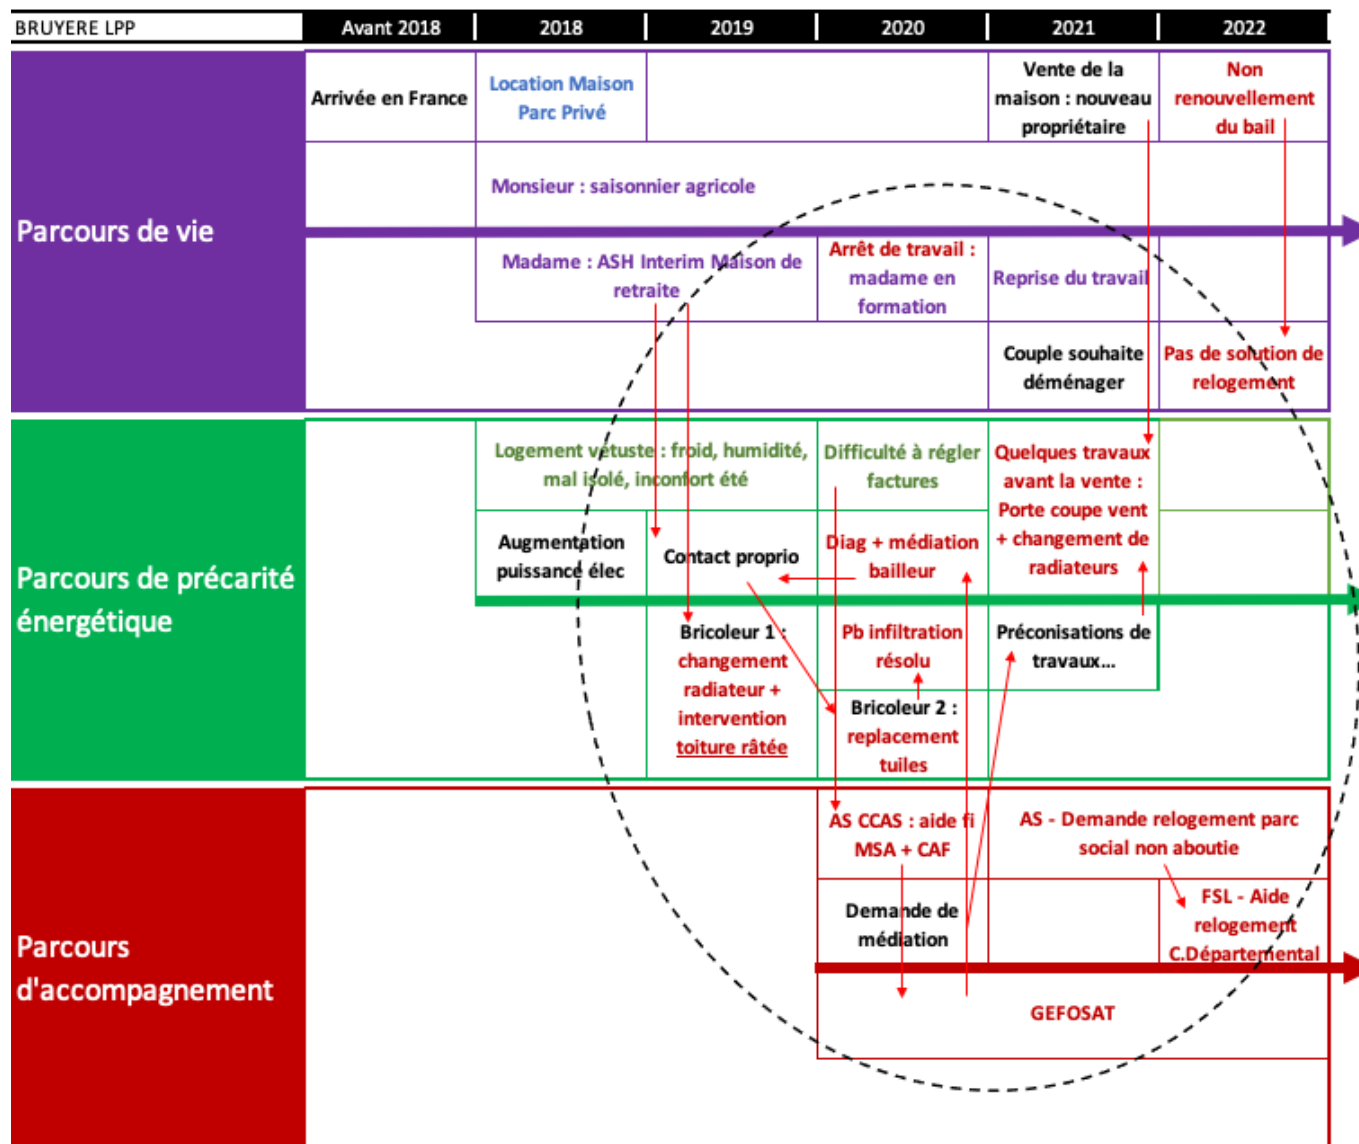 BRUYERE LPP
Avant 2018
2018
2019
2020
2021
2022
Parcours de vie
Arrivée en France
Location Maison
Parc Privé
Vente de la
maison : nouveau
propriétaire
Non
renouvellement
du bail
Monsieur : saisonnier agricole
Madame : ASH Interim Maison de
retraite
Arrêt de travail :
madame en
formation
Reprise du travail
Couple souhaite
déménager
Pas de solution de
relogement
Parcours de précarité
énergétique
Logement vétuste : froid, humidité,
mal isolé, inconfort été
Difficulté à régler
factures
Quelques travaux
avant la vente :
Porte coupe vent
+ changement de
radiateurs
Augmentation
puissance élec
Contact proprio
Diag + médiation
bailleur
Bricoleur 1 :
changement
radiateur +
intervention
toiture râtée
Pb infiltration
résolu
Préconisations de
travaux...
Bricoleur 2 :
replacement
tuiles
Parcours
d'accompagnement
AS CCAS : aide fi
MSA + CAF
AS - Demande relogement parc
social non aboutie
Demande de
médiation
FSL - Aide
relogement
C.Départemental
GEFOSAT